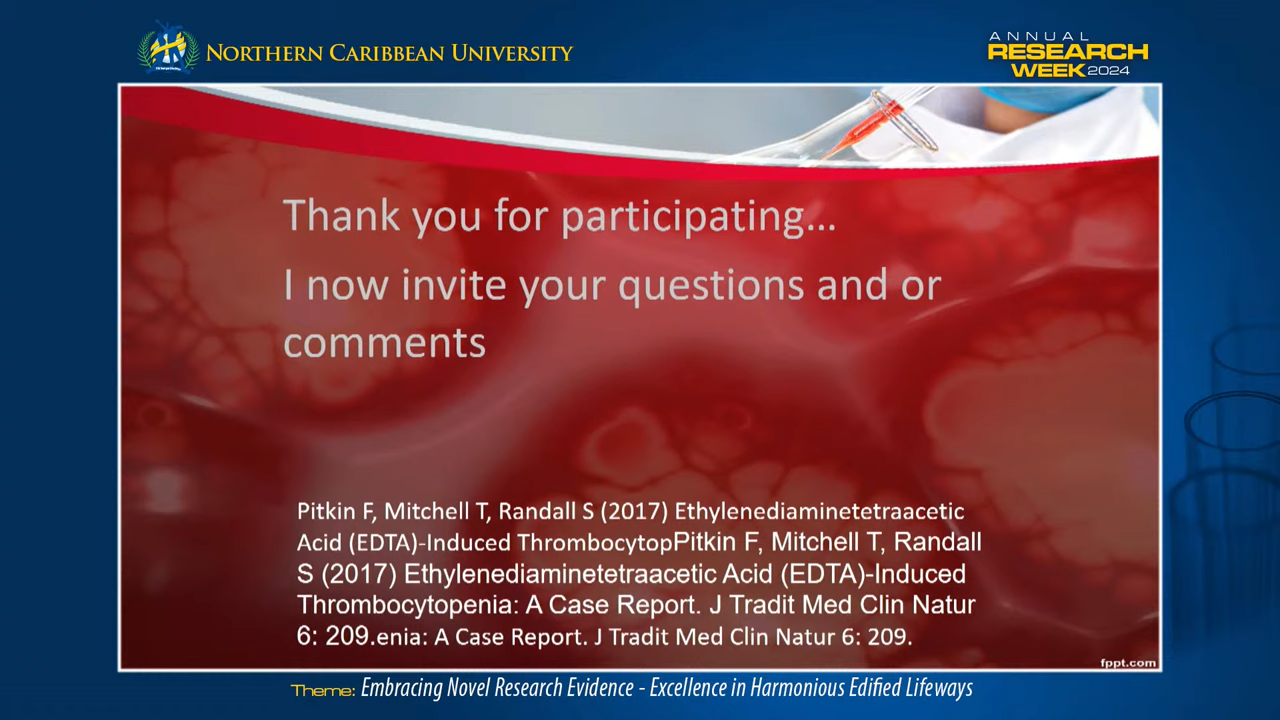 NORTHERN CARIBBEAN UNIVERSITY
ANNUAL
RESEARCH
WEEK 2024
Thank you for participating...
I now invite your questions and or
comments
Pitkin F, Mitchell T, Randall S (2017) Ethylenediaminetetraacetic
Acid (EDTA)-Induced ThrombocytopPitkin F, Mitchell T, Randall
S (2017) Ethylenediaminetetraacetic Acid (EDTA)-Induced
Thrombocytopenia: A Case Report. J Tradit Med Clin Natur
6: 209.enia: A Case Report. J Tradit Med Clin Natur 6: 209.
fppt.com
Theme: Embracing Novel Research Evidence - Excellence in Harmonious Edified Lifeways